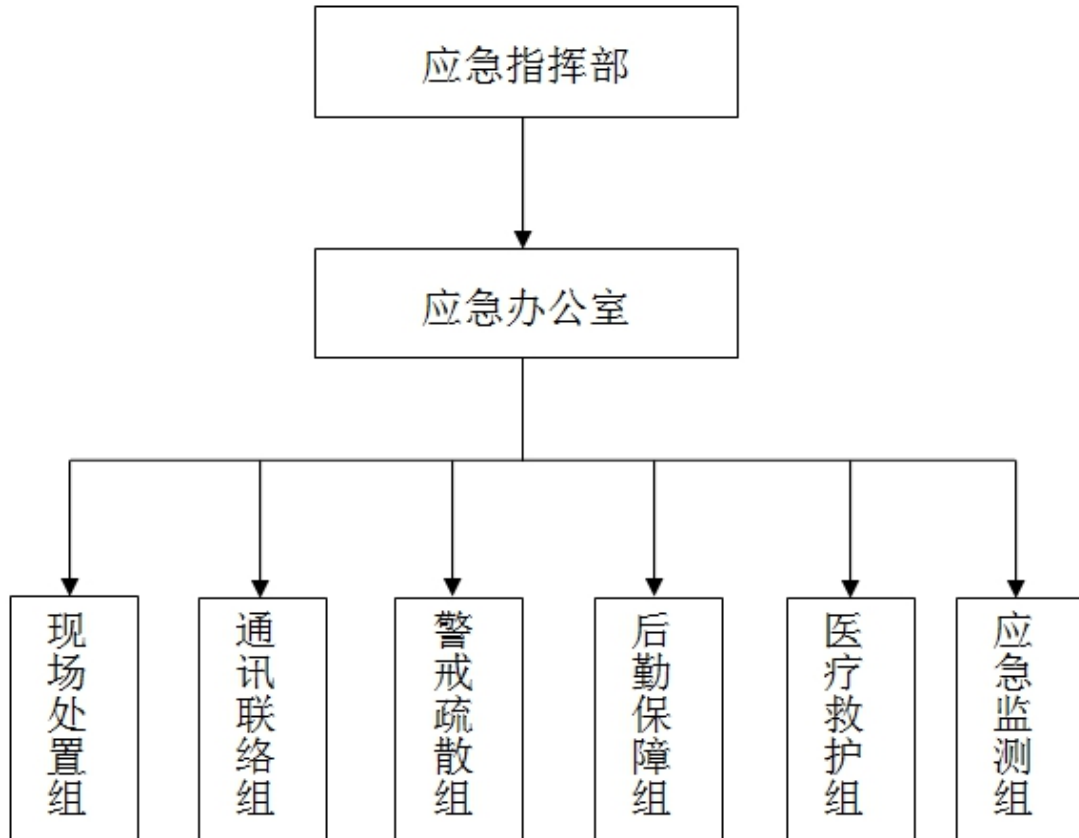 应急指挥部
应急办公室
现场处置组
通讯联络组
警戒疏散组
后勤保障组
医疗救护组
应急监测组